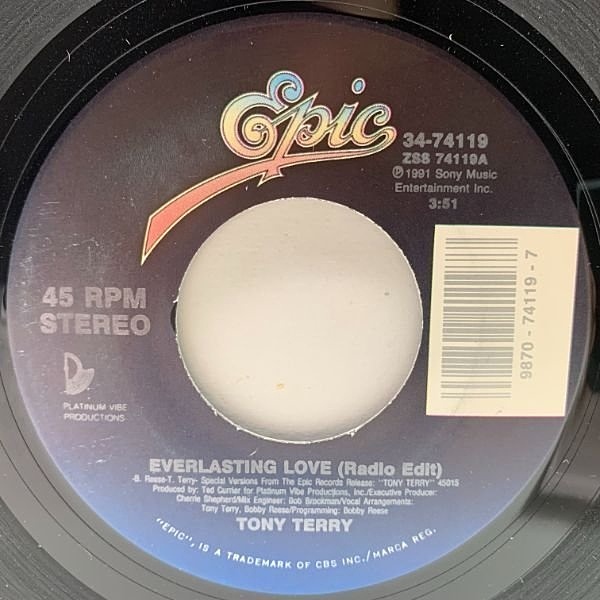 Epic
34-74119
ZSS 74119A
℗ 1991 Sony Music
Entertainment Inc.
3:51
45 RPM
STEREO
9870 - 74119 - 7
PLATINUM VIBE
PRODUCTIONS
EVERLASTING LOVE (Radio Edit)
-B. Reese-T. Terry- Special Versions From The Epic Records Release: "TONY TERRY" 45015
Produced by: Ted Currier for Platinum Vibe Productions, Inc./Executive Producer:
Cherrie Shepherd/Mix Engineer: Bob Brockman/Vocal Arrangements:
Tony Terry, Bobby Reese/Programming: Bobby Reese
TONY TERRY
"EPIC", IS A TRADEMARK OF CBS INC./MARCA REG.